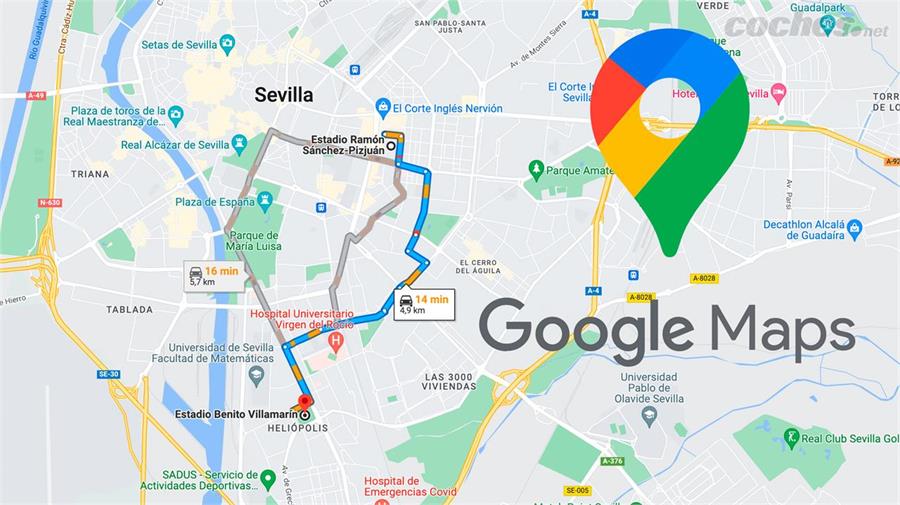 VERDE
coches.net
Guadalpark
SAN PABLO-SANTA
JUSTA
Av. de Montes Sierra
Río Guadalquivir
Ctra: Cádiz-Hu
Setas de Sevilla
A-49
Sevilla
El Corte Inglés Nervión
El Corte Inglé
Sevilla
Hote
Sevilla
TORR
DE LO
Plaza de toros de la
Real Maestranza de...
Estadio Ramón
Sánchez-Pizjuán
Real Alcázar de Sevilla
A-92
TRIANA
Parque Amate
Plaza de España
N-630
Av. Parsi
Parque de
María Luisa
Decathlon Alcalá
de Guadaíra
EL CERRO
DEL ÁGUILA
16 min
5,7 km
A-8028
A-4
A-8028
Hierro
TABLADA
14 min
4,9 km
Hospital Universitario
Virgen del Rocío
Google Maps
Universidad de Sevilla
Facultad de Matemáticas
SE-30
LAS 3000
VIVIENDAS
Universidad
Pablo de
Olavide Sevilla
Estadio Benito Villamarín
HELIÓPOLIS
Real Club Sevilla Gol
A-376
SADUS - Servicio de
Actividades Deportivas...
Av. de Grec
Hospital de
Emergencias Covid
SE-005